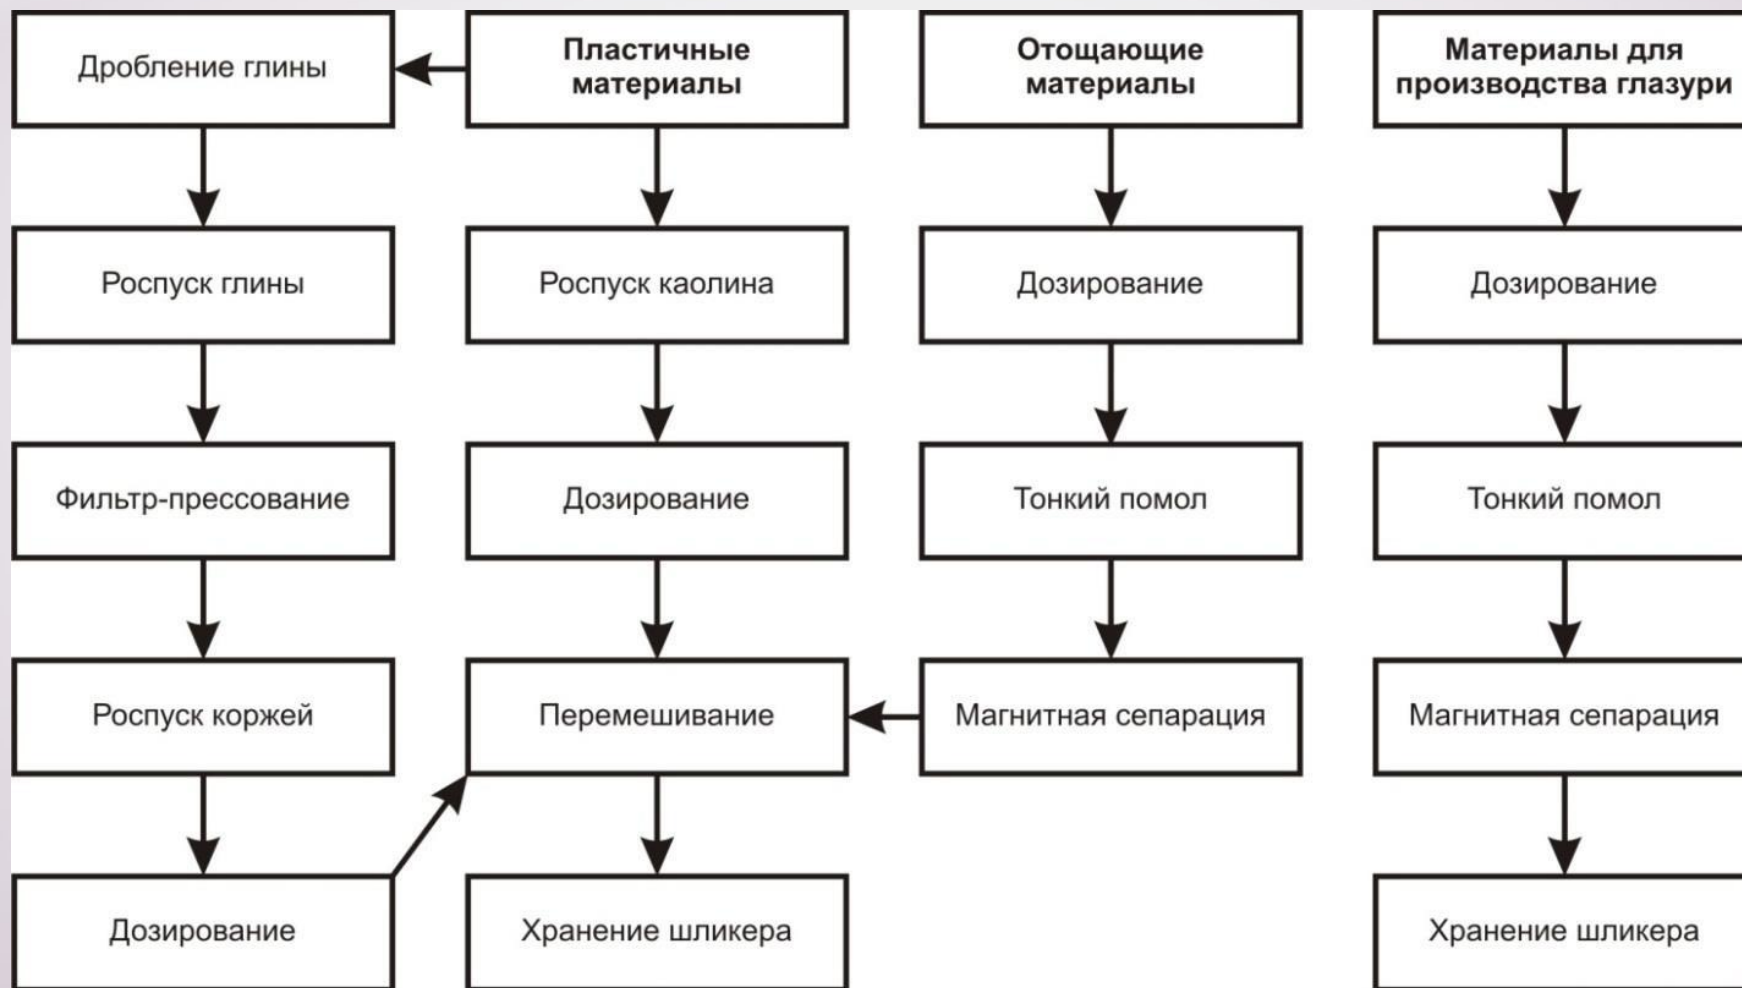 Дробление глины
Пластичные
материалы
Отощающие
материалы
Материалы для
производства глазури
Роспуск глины
Роспуск каолина
Дозирование
Дозирование
Фильтр-прессование
Дозирование
Тонкий помол
Тонкий помол
Роспуск коржей
Перемешивание
Магнитная сепарация
Магнитная сепарация
Дозирование
Хранение шликера
Хранение шликера